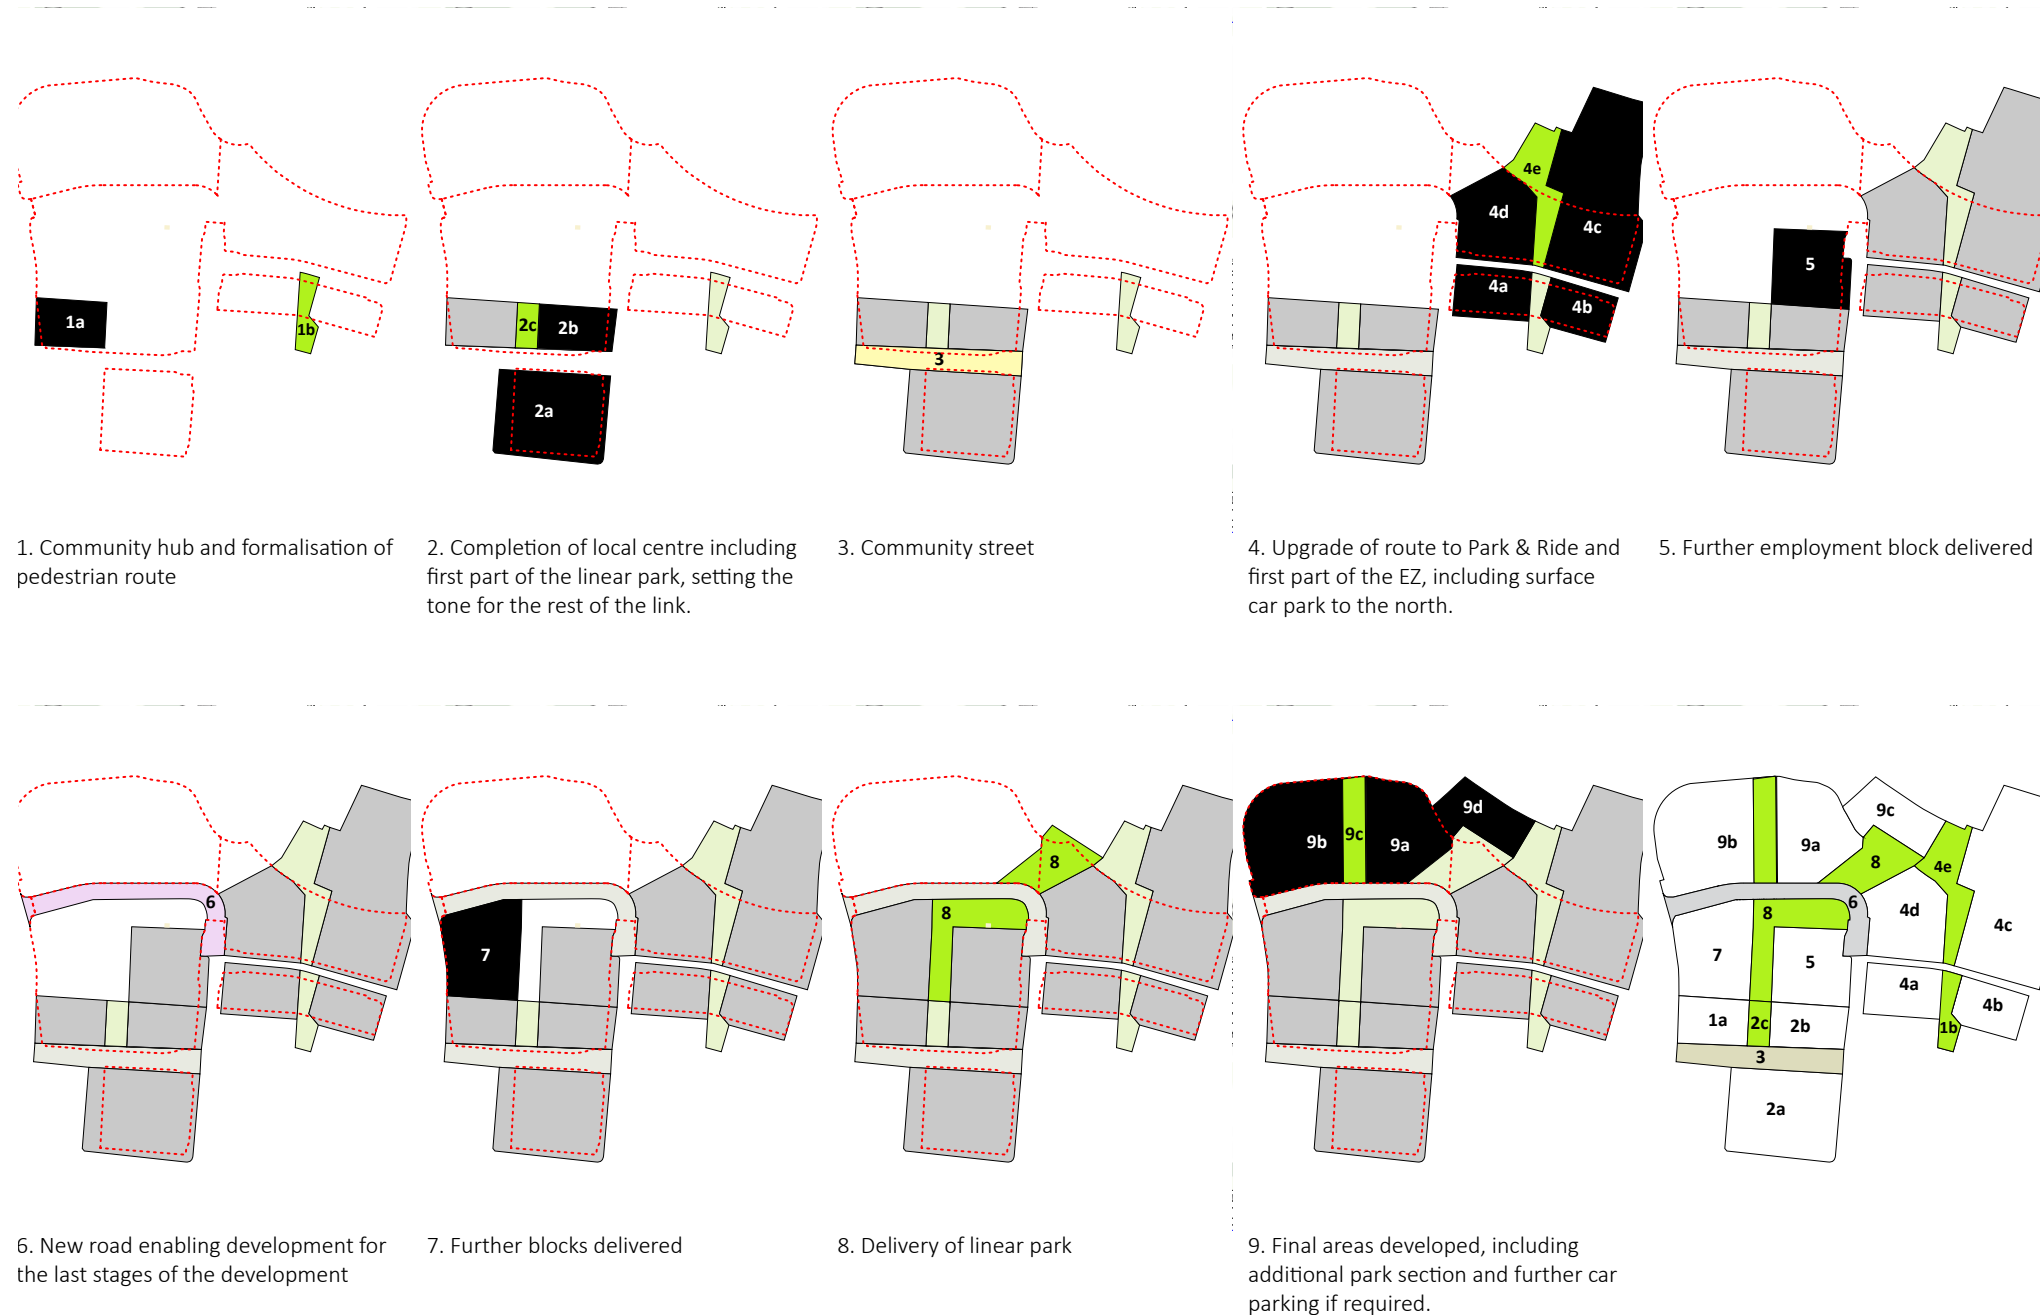 1a
1b
2c
2b
2a
3
4e
4d
4c
4a
4b
5
1. Community hub and formalisation of
pedestrian route
2. Completion of local centre including
first part of the linear park, setting the
tone for the rest of the link.
3. Community street
4. Upgrade of route to Park & Ride and
first part of the EZ, including surface
car park to the north.
5. Further employment block delivered
6
7
8
8
9d
9b
9c
9a
9c
9b
9a
8
4e
6
8
4d
4c
7
5
4a
4b
1a
2c
2b
1b
3
2a
6. New road enabling development for
the last stages of the development
7. Further blocks delivered
8. Delivery of linear park
9. Final areas developed, including
additional park section and further car
parking if required.